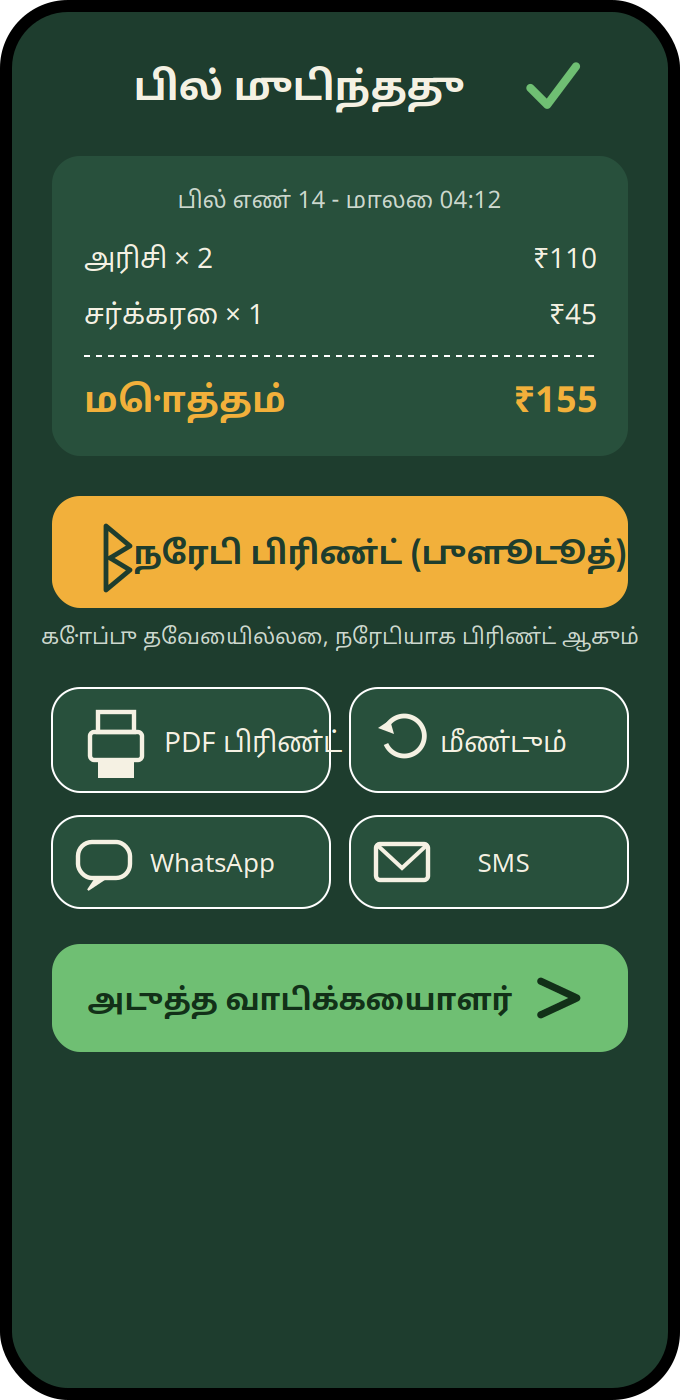 பில் முடிந்தது
பில் எண் 14 - மாலை 04:12
அரிசி × 2 ₹110
சர்க்கரை × 1 ₹45
மொத்தம் ₹155
நேரடி பிரிண்ட் (புளூடூத்)
கோப்பு தேவையில்லை, நேரடியாக பிரிண்ட் ஆகும்
PDF பிரிண்ட்
மீண்டும்
WhatsApp
SMS
அடுத்த வாடிக்கையாளர்